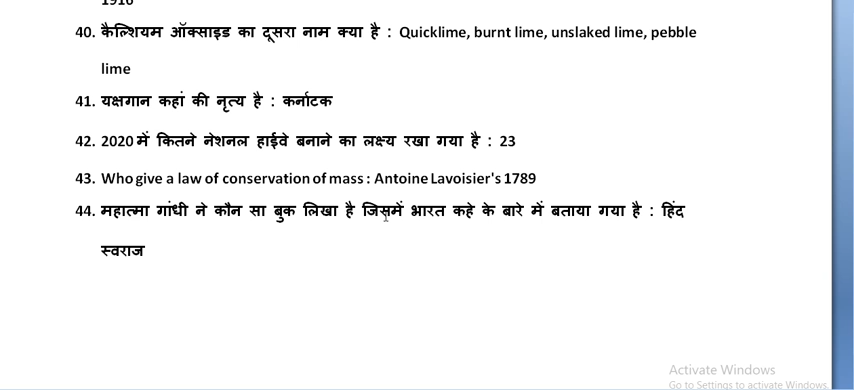 1916
40. कैल्शियम ऑक्साइड का दूसरा नाम क्या है : Quicklime, burnt lime, unslaked lime, pebble
lime
41. यक्षगान कहां की नृत्य है : कर्नाटक
42. 2020 में कितने नेशनल हाईवे बनाने का लक्ष्य रखा गया है : 23
43. Who give a law of conservation of mass : Antoine Lavoisier's 1789
44. महात्मा गांधी ने कौन सा बुक लिखा है जिसमें भारत कहे के बारे में बताया गया है : हिंद
स्वराज
Activate Windows
Go to Settings to activate Windows.